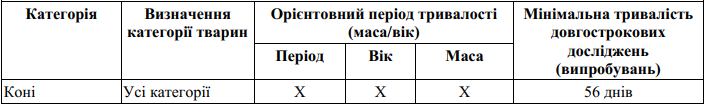 Категорія Визначення категорії тварин Орієнтовний період тривалості (маса/вік) Мінімальна тривалість довгострокових досліджень (випробувань)
Період Вік Маса
Коні Усі категорії Х Х Х 56 днів